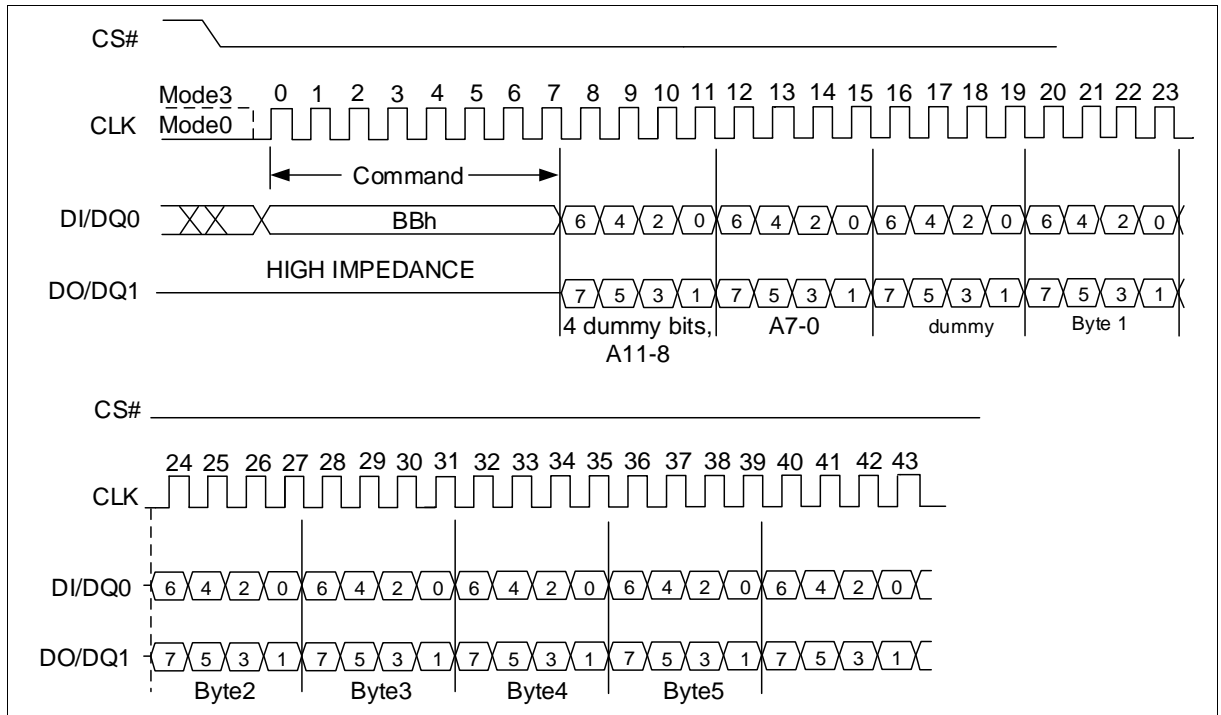 CS#
Mode3 0 1 2 3 4 5 6 7 8 9 10 11 12 13 14 15 16 17 18 19 20 21 22 23
CLK Mode0
Command
DI/DQ0 BBh 6 4 2 0 6 4 2 0 6 4 2 0 6 4 2 0
HIGH IMPEDANCE
DO/DQ1 7 5 3 1 7 5 3 1 7 5 3 1 7 5 3 1
4 dummy bits, A7-0 dummy Byte 1
A11-8
CS#
24 25 26 27 28 29 30 31 32 33 34 35 36 37 38 39 40 41 42 43
CLK
DI/DQ0 6 4 2 0 6 4 2 0 6 4 2 0 6 4 2 0 6 4 2 0
DO/DQ1 7 5 3 1 7 5 3 1 7 5 3 1 7 5 3 1 7 5 3 1
Byte2 Byte3 Byte4 Byte5